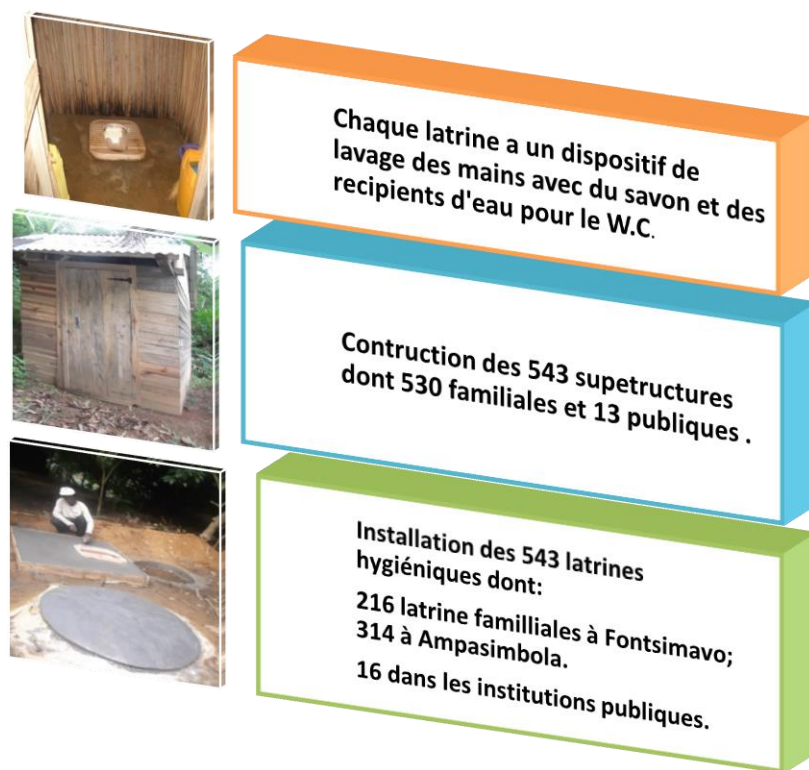 Chaque latrine a un dispositif de
lavage des mains avec du savon et des
recipients d'eau pour le W.C.
Contruction des 543 supetructures
dont 530 familiales et 13 publiques .
Installation des 543 latrines
hygiéniques dont:
216 latrine familliales à Fontsimavo;
314 à Ampasimbola.
16 dans les institutions publiques.